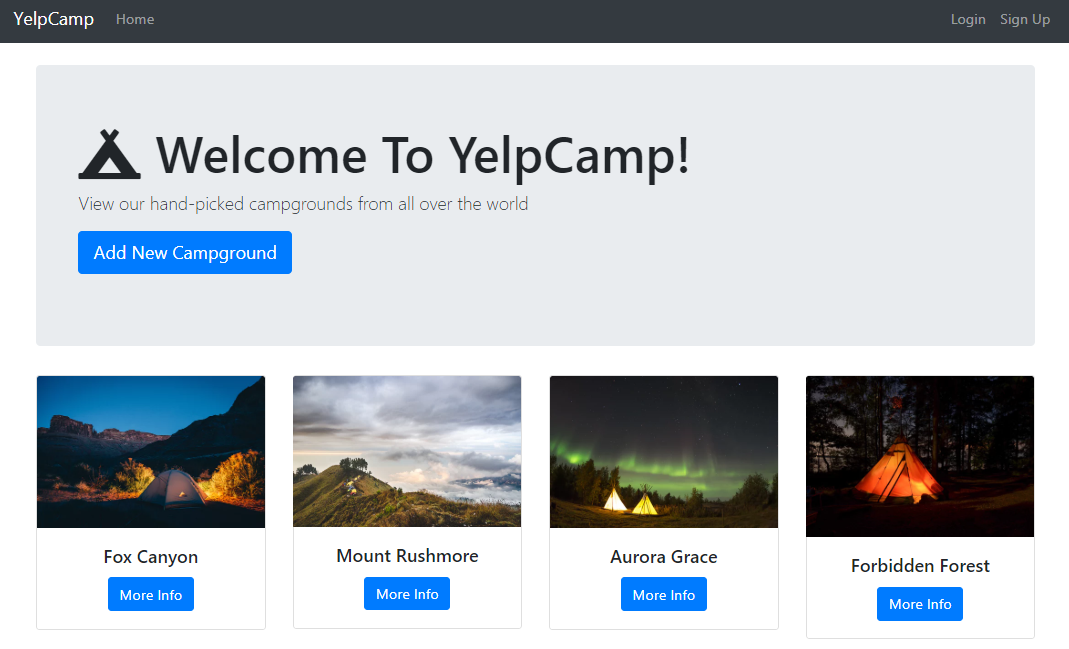 YelpCamp Home Login Sign Up
Welcome To YelpCamp!
View our hand-picked campgrounds from all over the world
Add New Campground
Fox Canyon
More Info
Mount Rushmore
More Info
Aurora Grace
More Info
Forbidden Forest
More Info